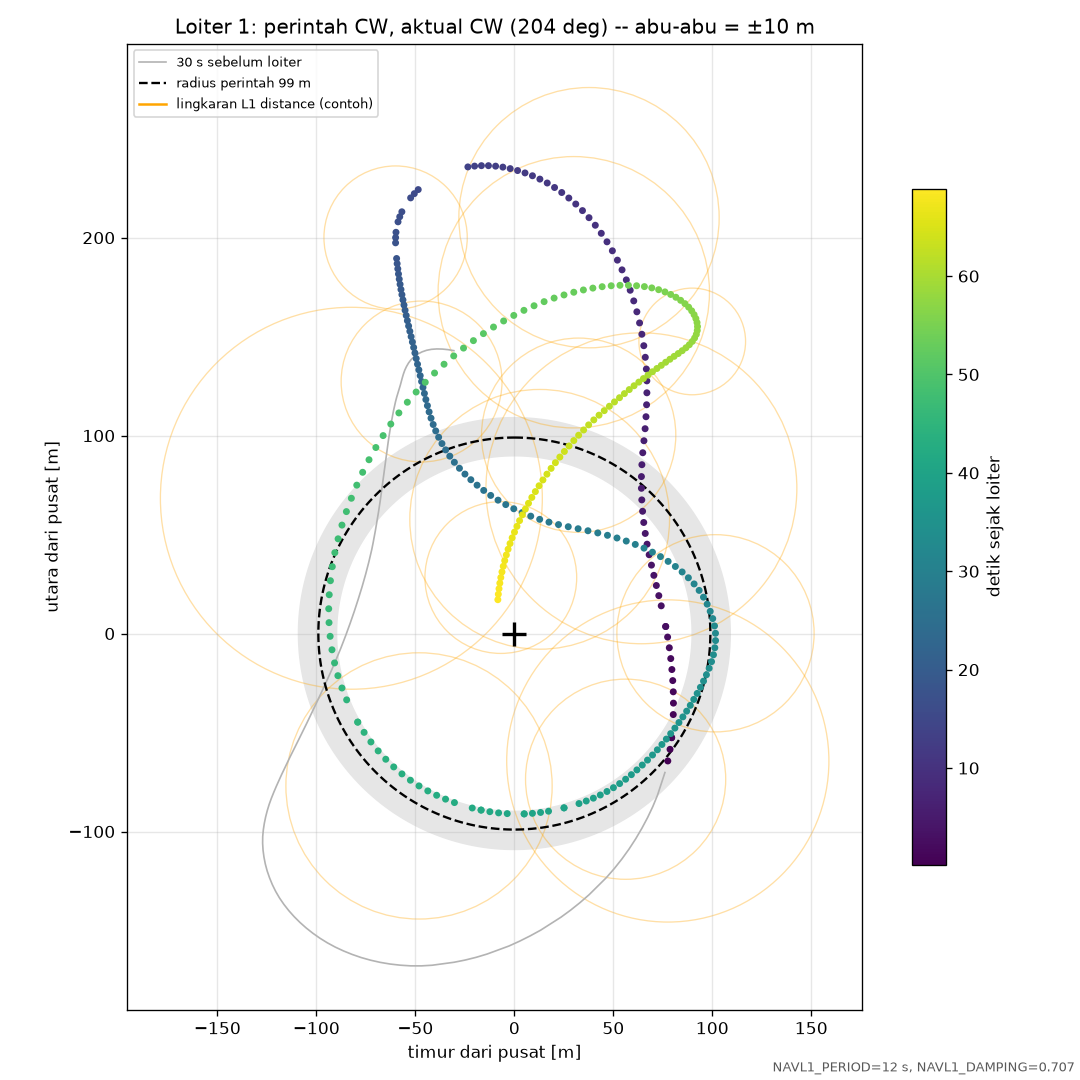 Loiter 1: perintah CW, aktual CW (204 deg) -- abu-abu = ±10 m
30 s sebelum loiter
radius perintah 99 m
lingkaran L1 distance (contoh)
200
100
0
−100
utara dari pusat [m]
−150
−100
−50
0
50
100
150
timur dari pusat [m]
60
50
40
30
20
10
detik sejak loiter
NAVL1_PERIOD=12 s, NAVL1_DAMPING=0.707